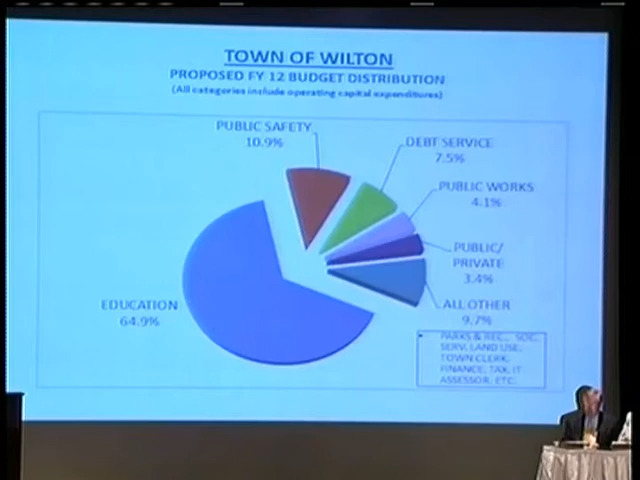 TOWN OF WILTON
PROPOSED FY 12 BUDGET DISTRIBUTION
(All categories include operating capital expenditures)
PUBLIC SAFETY
10.9%
DEBT SERVICE
7.5%
PUBLIC WORKS
4.1%
PUBLIC/
PRIVATE
3.4%
EDUCATION
64.9%
ALL OTHER
9.7%
PARKS & REC., SOC.
SERV, LAND USE,
TOWN CLERK,
FINANCE, TAX, IT
ASSESSOR, ETC.